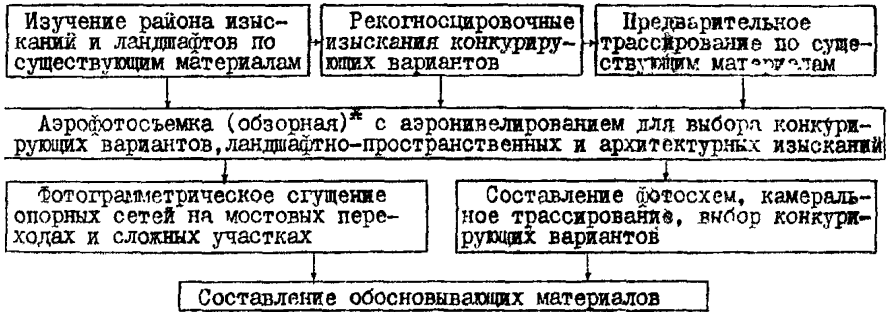 Изучение района изыс-
каний и ландшафтов по
существующим материалам
Рекогносцировочные
изыскания конкуриру-
ющих вариантов
Предварительное
трассирование по суще-
ствующим материалам
Аэрофотосъемка (обзорная)* с аэронивелированием для выбора конкури-
рующих вариантов, ландшафтно-пространственных и архитектурных изысканий
Фотограмметрическое сгущение
опорных сетей на мостовых пере-
ходах и сложных участках
Составление фотосхем, камераль-
ное трассирование, выбор конкури-
рующих вариантов
Составление обосновывающих материалов